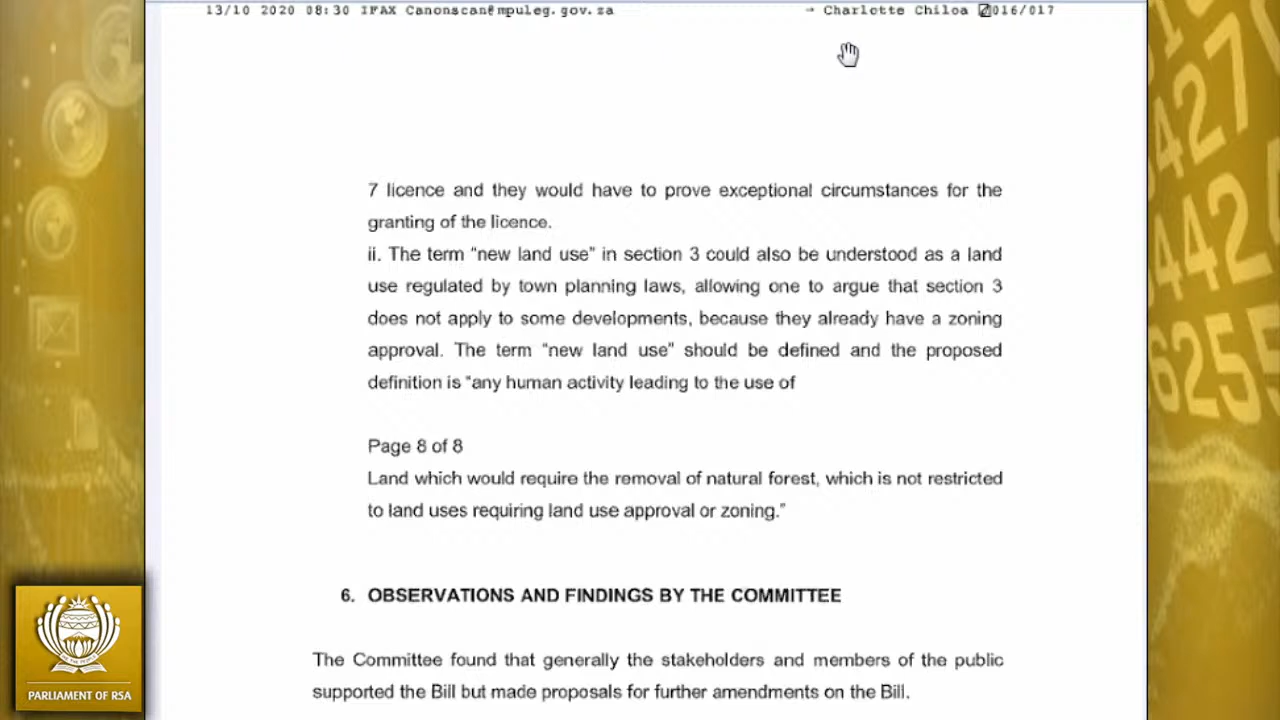 13/10 2020 08:30 IFAX Canonscan@mpuleg.gov.za → Charlotte Chiloa 016/017
7 licence and they would have to prove exceptional circumstances for the
granting of the licence.
ii. The term “new land use” in section 3 could also be understood as a land
use regulated by town planning laws, allowing one to argue that section 3
does not apply to some developments, because they already have a zoning
approval. The term “new land use” should be defined and the proposed
definition is “any human activity leading to the use of
Page 8 of 8
Land which would require the removal of natural forest, which is not restricted
to land uses requiring land use approval or zoning.”
6. OBSERVATIONS AND FINDINGS BY THE COMMITTEE
The Committee found that generally the stakeholders and members of the public
supported the Bill but made proposals for further amendments on the Bill.
PARLIAMENT OF RSA
427
442
6255